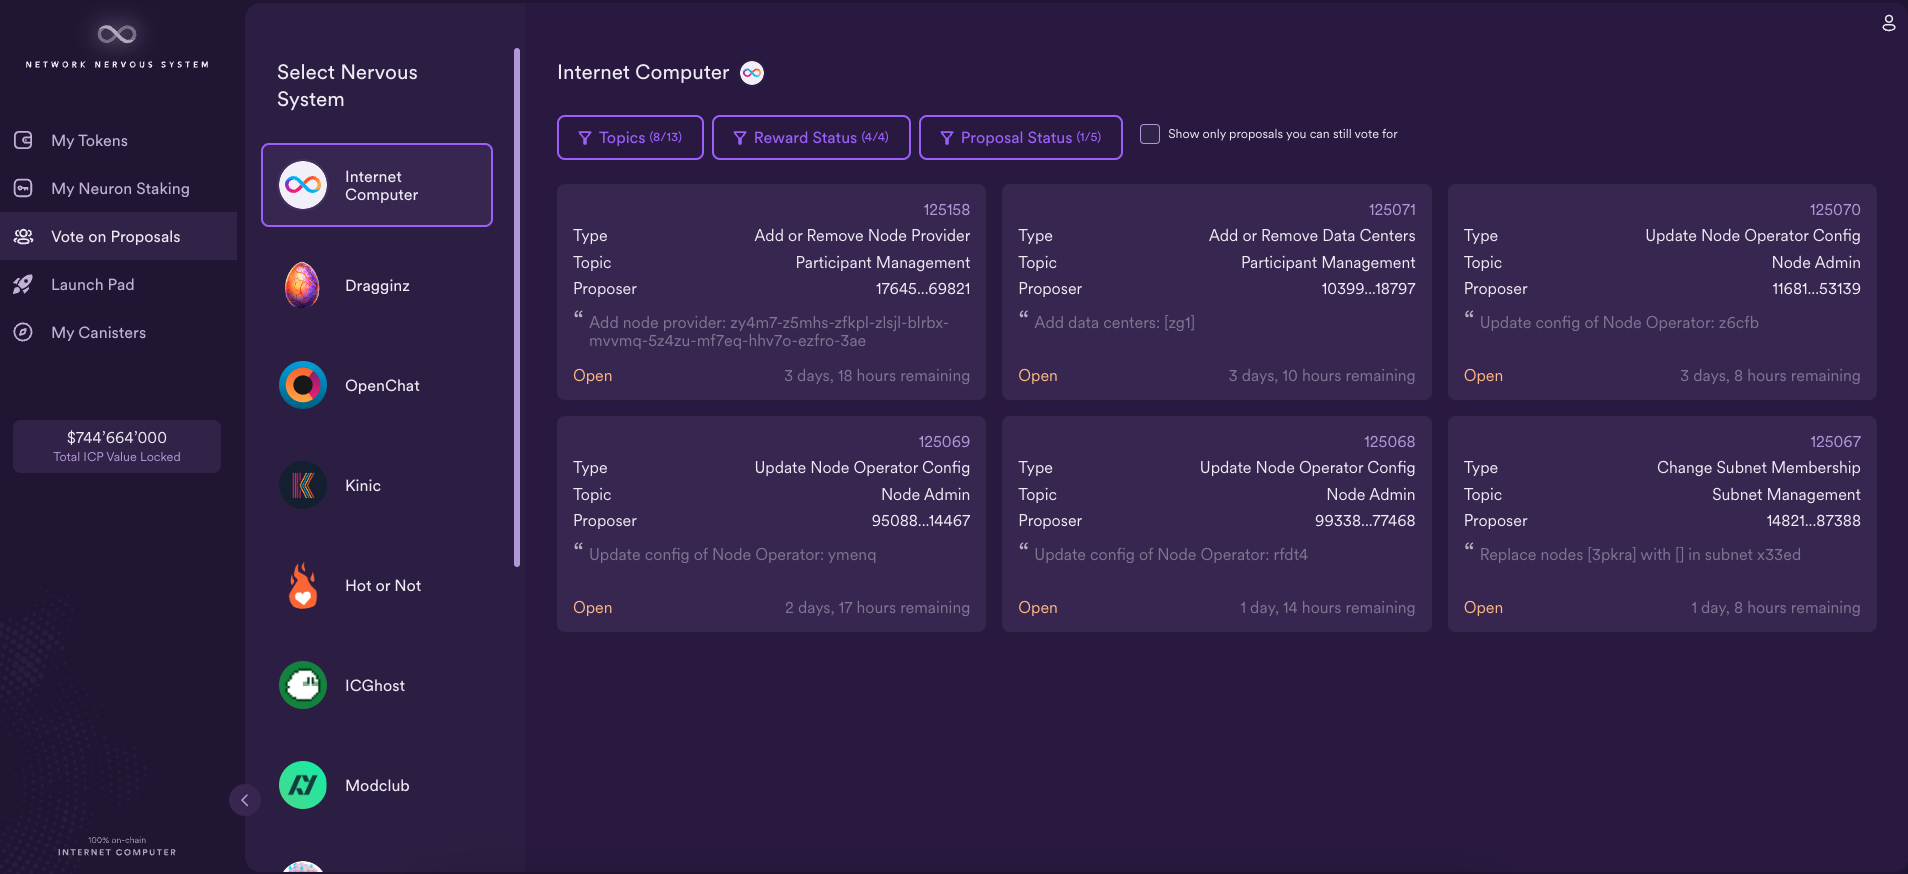 NETWORK NERVOUS SYSTEM
My Tokens
My Neuron Staking
Vote on Proposals
Launch Pad
My Canisters
$744’664’000
Total ICP Value Locked
100% on-chain
INTERNET COMPUTER
Select Nervous
System
Internet
Computer
Dragginz
OpenChat
Kinic
Hot or Not
ICGhost
Modclub
Internet Computer
Topics (8/13)
Reward Status (4/4)
Proposal Status (1/5)
Show only proposals you can still vote for
125158
Type Add or Remove Node Provider
Topic Participant Management
Proposer 17645...69821
“ Add node provider: zy4m7-z5mhs-zfkpl-zlsjl-blrbx-
mvvmq-5z4zu-mf7eq-hhv7o-ezfro-3ae
Open 3 days, 18 hours remaining
125071
Type Add or Remove Data Centers
Topic Participant Management
Proposer 10399...18797
“ Add data centers: [zg1]
Open 3 days, 10 hours remaining
125070
Type Update Node Operator Config
Topic Node Admin
Proposer 11681...53139
“ Update config of Node Operator: z6cfb
Open 3 days, 8 hours remaining
125069
Type Update Node Operator Config
Topic Node Admin
Proposer 95088...14467
“ Update config of Node Operator: ymenq
Open 2 days, 17 hours remaining
125068
Type Update Node Operator Config
Topic Node Admin
Proposer 99338...77468
“ Update config of Node Operator: rfdt4
Open 1 day, 14 hours remaining
125067
Type Change Subnet Membership
Topic Subnet Management
Proposer 14821...87388
“ Replace nodes [3pkra] with [] in subnet x33ed
Open 1 day, 8 hours remaining